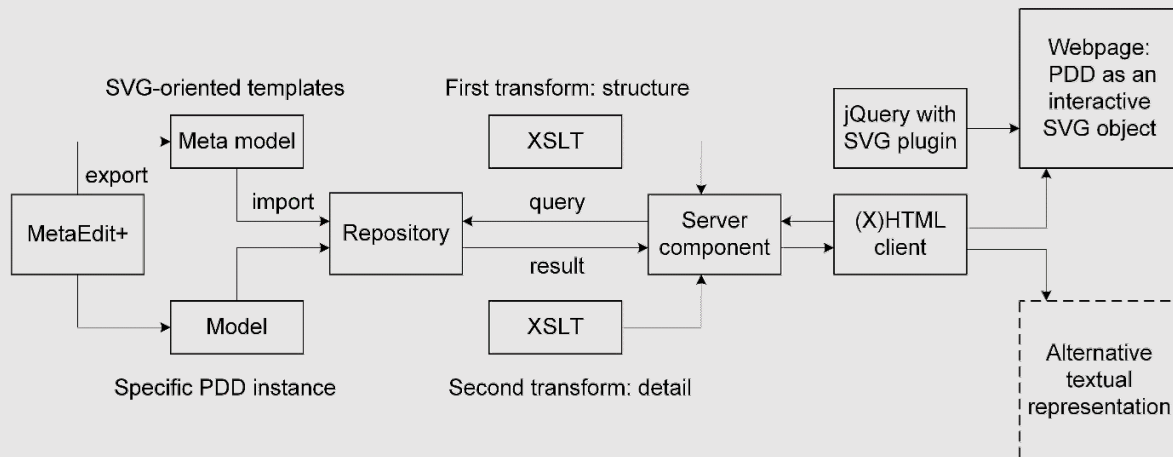 SVG-oriented templates
Meta model
export
MetaEdit+
import
Model
Specific PDD instance
Repository
First transform: structure
XSLT
query
result
XSLT
Second transform: detail
Server
component
jQuery with
SVG plugin
(X)HTML
client
Webpage:
PDD as an
interactive
SVG object
Alternative
textual
representation